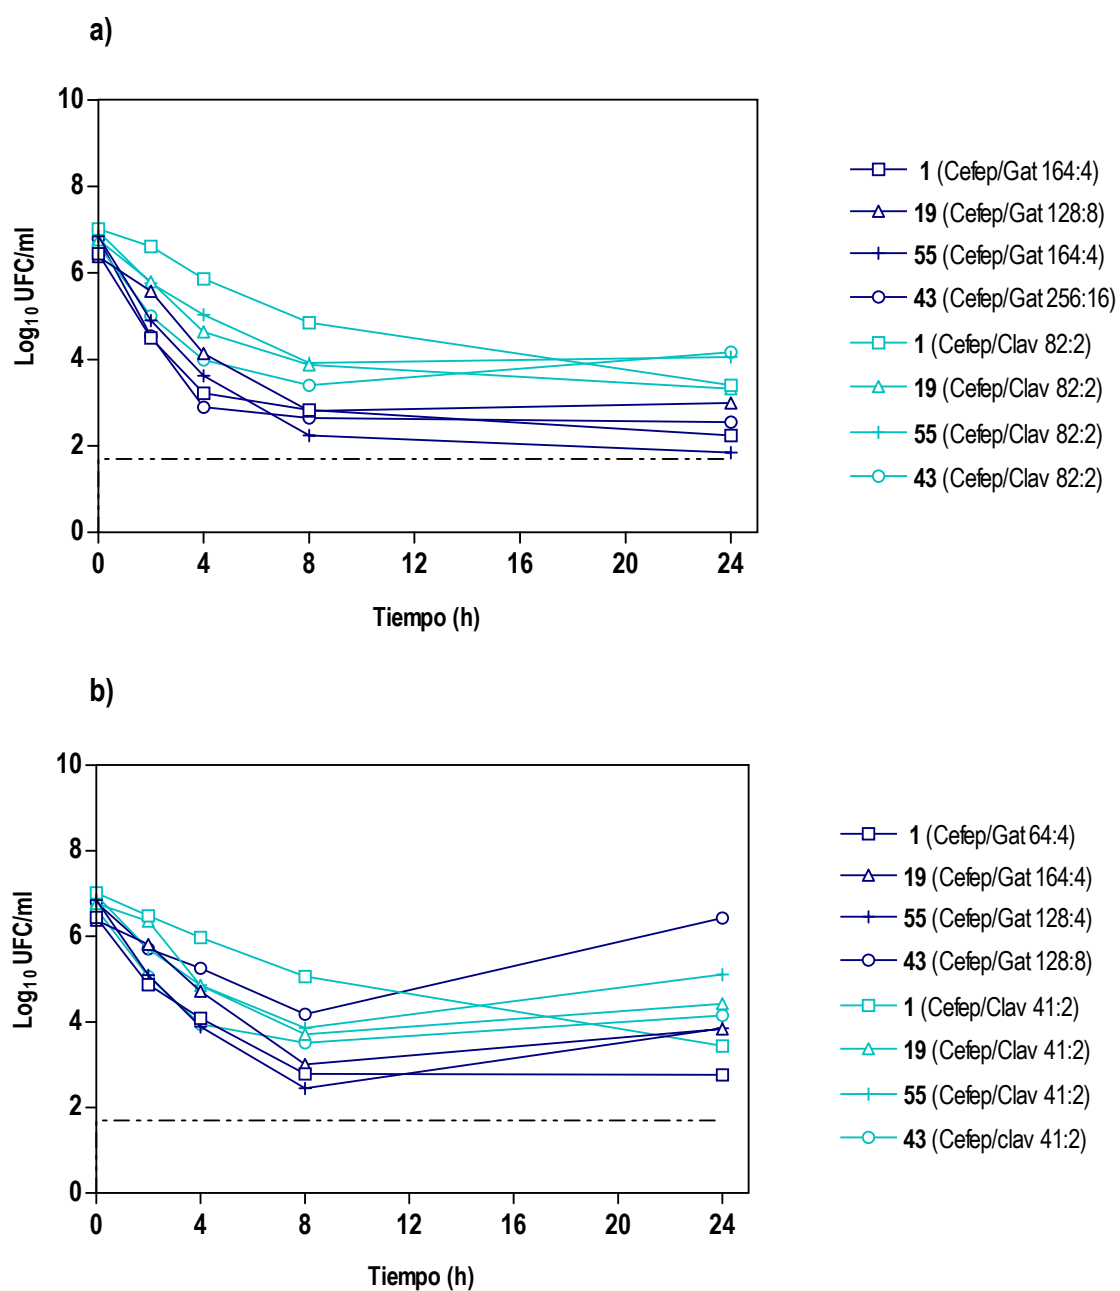 a)
10
8
6
4
2
0
Log10 UFC/ml
0 4 8 12 16 20 24
Tiempo (h)
1 (Cefep/Gat 164:4)
19 (Cefep/Gat 128:8)
55 (Cefep/Gat 164:4)
43 (Cefep/Gat 256:16)
1 (Cefep/Clav 82:2)
19 (Cefep/Clav 82:2)
55 (Cefep/Clav 82:2)
43 (Cefep/Clav 82:2)
b)
10
8
6
4
2
0
Log10 UFC/ml
0 4 8 12 16 20 24
Tiempo (h)
1 (Cefep/Gat 64:4)
19 (Cefep/Gat 164:4)
55 (Cefep/Gat 128:4)
43 (Cefep/Gat 128:8)
1 (Cefep/Clav 41:2)
19 (Cefep/Clav 41:2)
55 (Cefep/Clav 41:2)
43 (Cefep/clav 41:2)